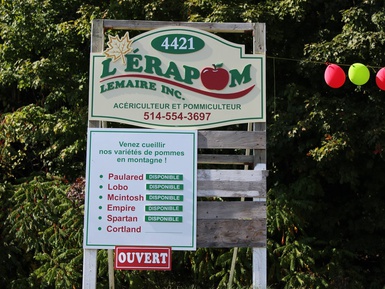 4421
L'ÉRAPOM
LEMAIRE INC.
ACÉRICULTEUR ET POMMICULTEUR
514-554-3697
Venez cueillir
nos variétés de pommes
en montagne !
• Paulared DISPONIBLE
• Lobo DISPONIBLE
• Mcintosh DISPONIBLE
• Empire DISPONIBLE
• Spartan DISPONIBLE
• Cortland
OUVERT